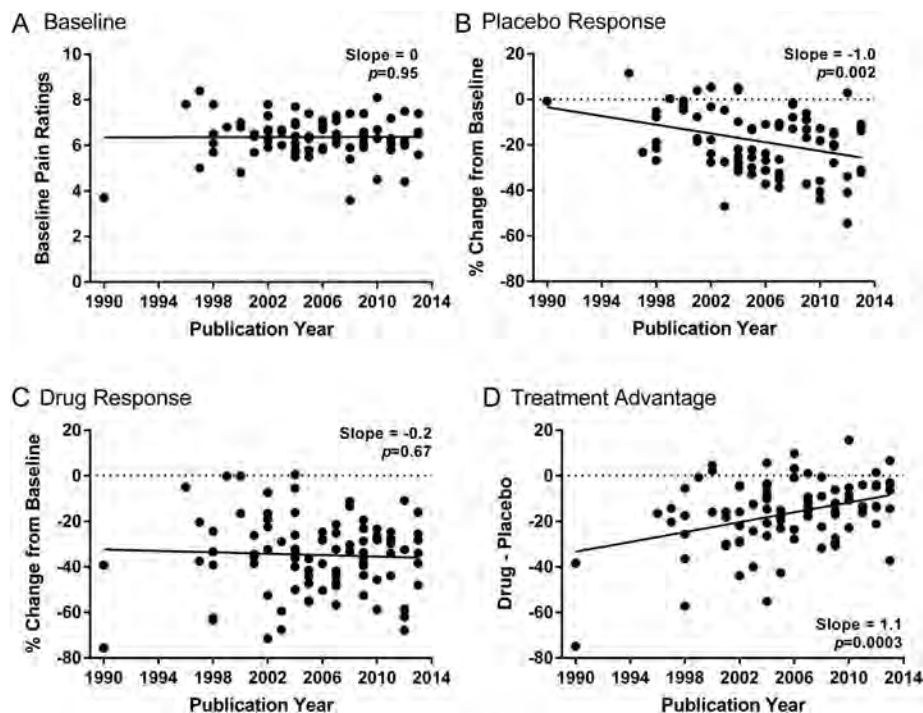 A Baseline
Slope = 0
p=0.95
Baseline Pain Ratings
10
8
6
4
2
0
1990 1994 1998 2002 2006 2010 2014
Publication Year
B Placebo Response
Slope = -1.0
p=0.002
% Change from Baseline
20
0
-20
-40
-60
-80
1990 1994 1998 2002 2006 2010 2014
Publication Year
C Drug Response
Slope = -0.2
p=0.67
% Change from Baseline
20
0
-20
-40
-60
-80
1990 1994 1998 2002 2006 2010 2014
Publication Year
D Treatment Advantage
Drug - Placebo
20
0
-20
-40
-60
-80
Slope = 1.1
p=0.0003
1990 1994 1998 2002 2006 2010 2014
Publication Year